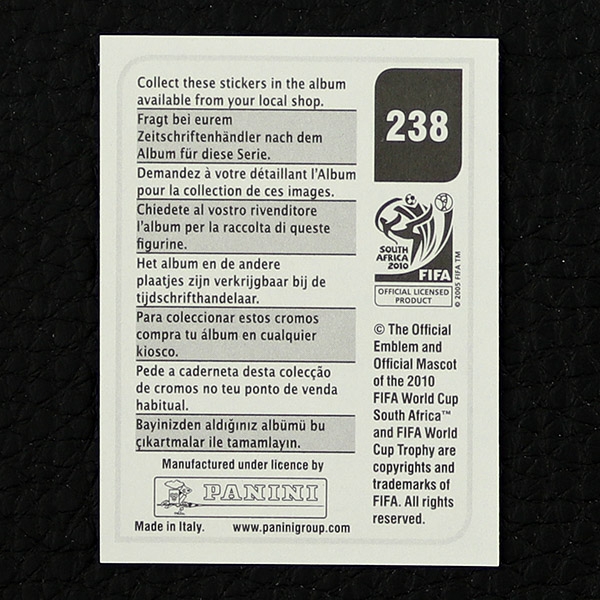 Collect these stickers in the album
available from your local shop.
Fragt bei eurem
Zeitschriftenhändler nach dem
Album für diese Serie.
Demandez à votre détaillant l'Album
pour la collection de ces images.
Chiedete al vostro rivenditore
l'album per la raccolta di queste
figurine.
Het album en de andere
plaatjes zijn verkrijgbaar bij de
tijdschrifthandelaar.
Para coleccionar estos cromos
compra tu álbum en cualquier
kiosco.
Pede a caderneta desta colecção
de cromos no teu ponto de venda
habitual.
Bayinizden aldığınız albümü bu
çıkartmalar ile tamamlayın.
Manufactured under licence by
PANINI
Made in Italy. www.paninigroup.com
238
SOUTH
AFRICA
2010
FIFA
OFFICIAL LICENSED
PRODUCT
© 2005 FIFA TM
© The Official
Emblem and
Official Mascot
of the 2010
FIFA World Cup
South Africa™
and FIFA World
Cup Trophy are
copyrights and
trademarks of
FIFA. All rights
reserved.